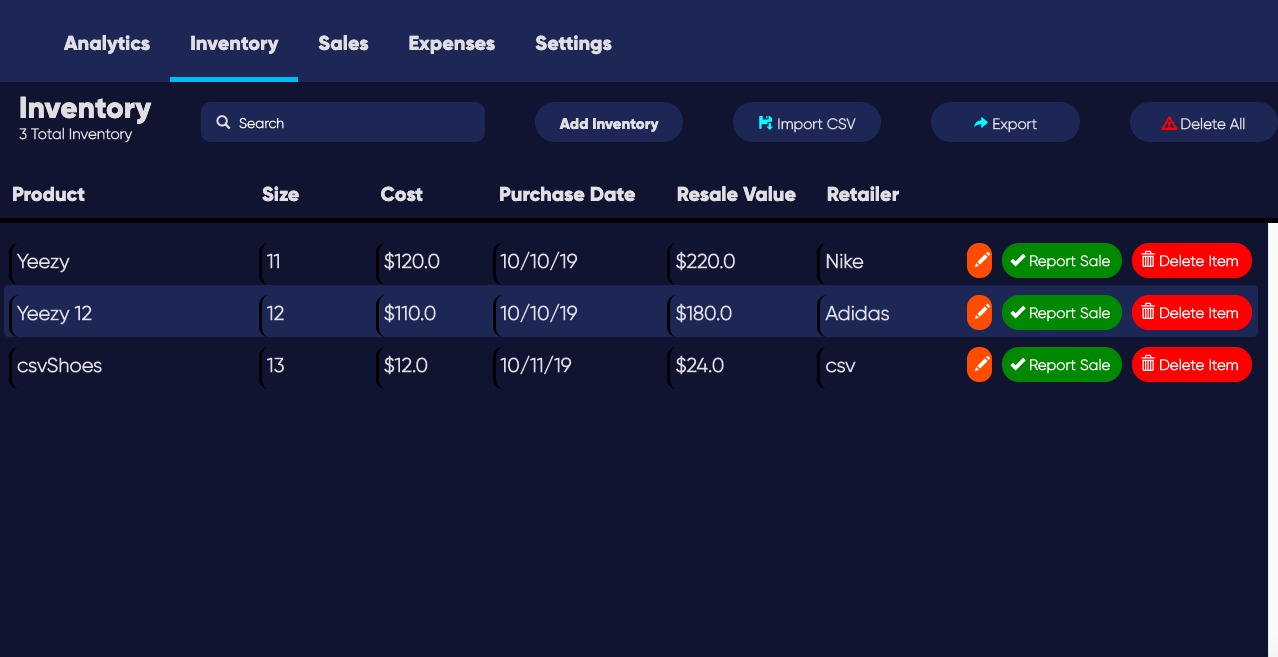 Analytics Inventory Sales Expenses Settings
Inventory
3 Total Inventory
Search
Add Inventory
Import CSV
Export
Delete All
Product Size Cost Purchase Date Resale Value Retailer
Yeezy 11 $120.0 10/10/19 $220.0 Nike Report Sale Delete Item
Yeezy 12 12 $110.0 10/10/19 $180.0 Adidas Report Sale Delete Item
csvShoes 13 $12.0 10/11/19 $24.0 csv Report Sale Delete Item